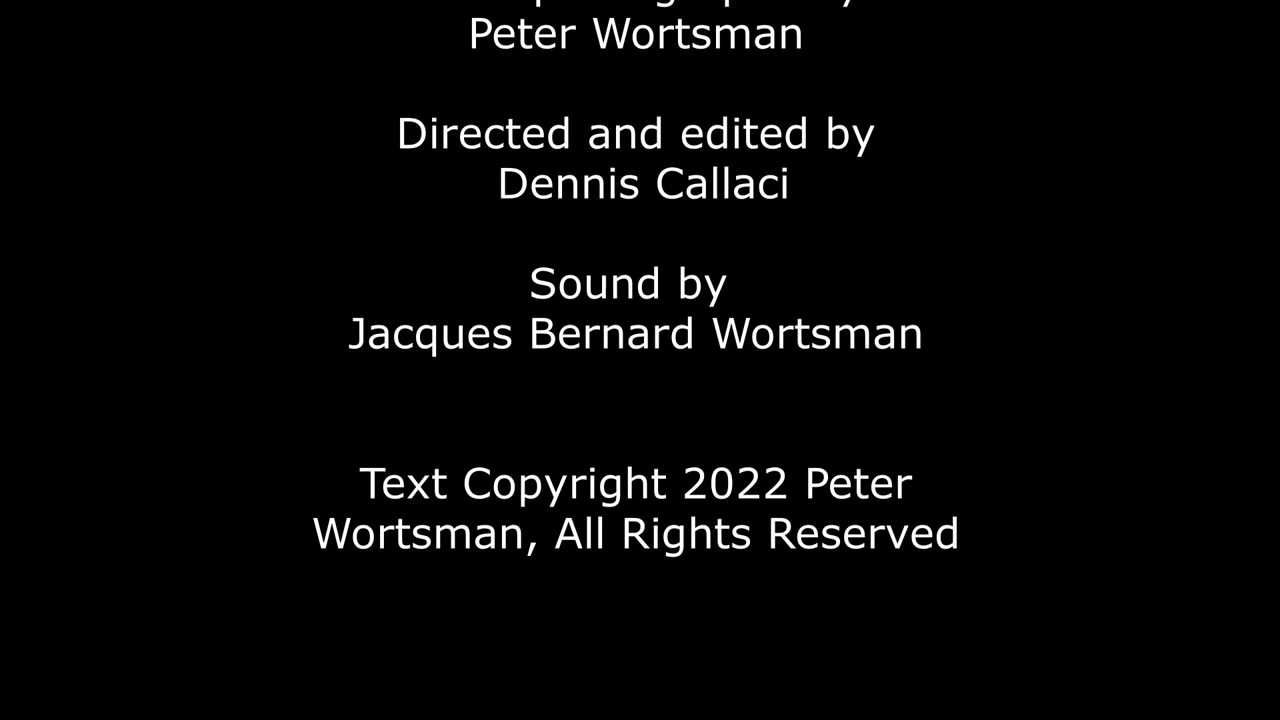 Peter Wortsman
Directed and edited by
Dennis Callaci
Sound by
Jacques Bernard Wortsman
Text Copyright 2022 Peter
Wortsman, All Rights Reserved